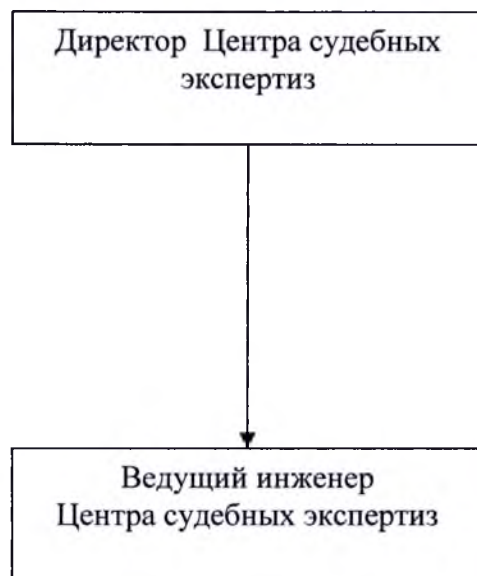 Директор Центра судебных
экспертиз
Ведущий инженер
Центра судебных экспертиз